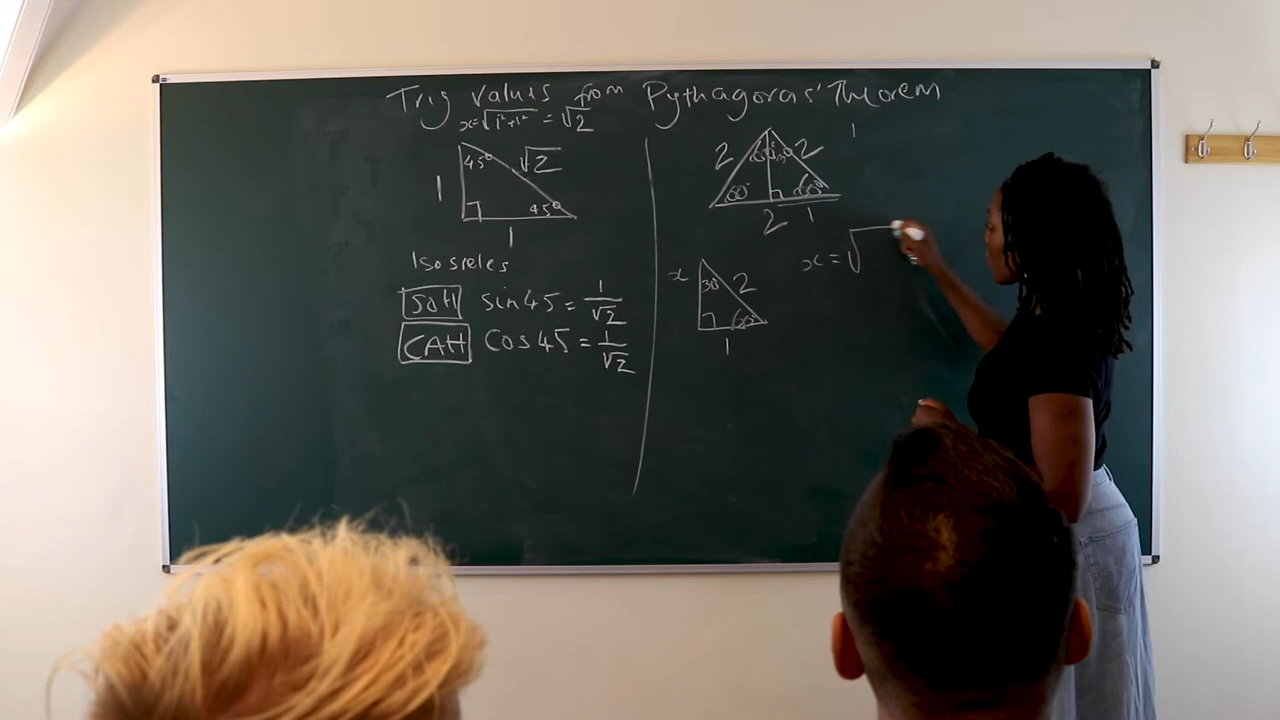 Trig values from Pythagoras' Theorem
x=√1²+1² = √2
45° √2
1
45°
1
Isosreles
SOH sin45 = 1/√2
CAH Cos45 = 1/√2
1
2 2
60° 60°
2 1
x = √
x 30° 2
60°
1